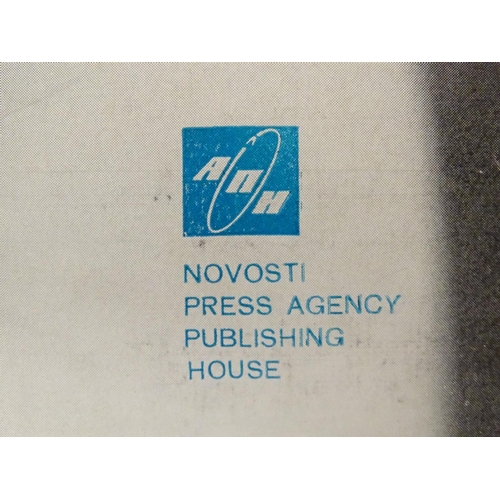 АПН
NOVOSTI
PRESS AGENCY
PUBLISHING
HOUSE